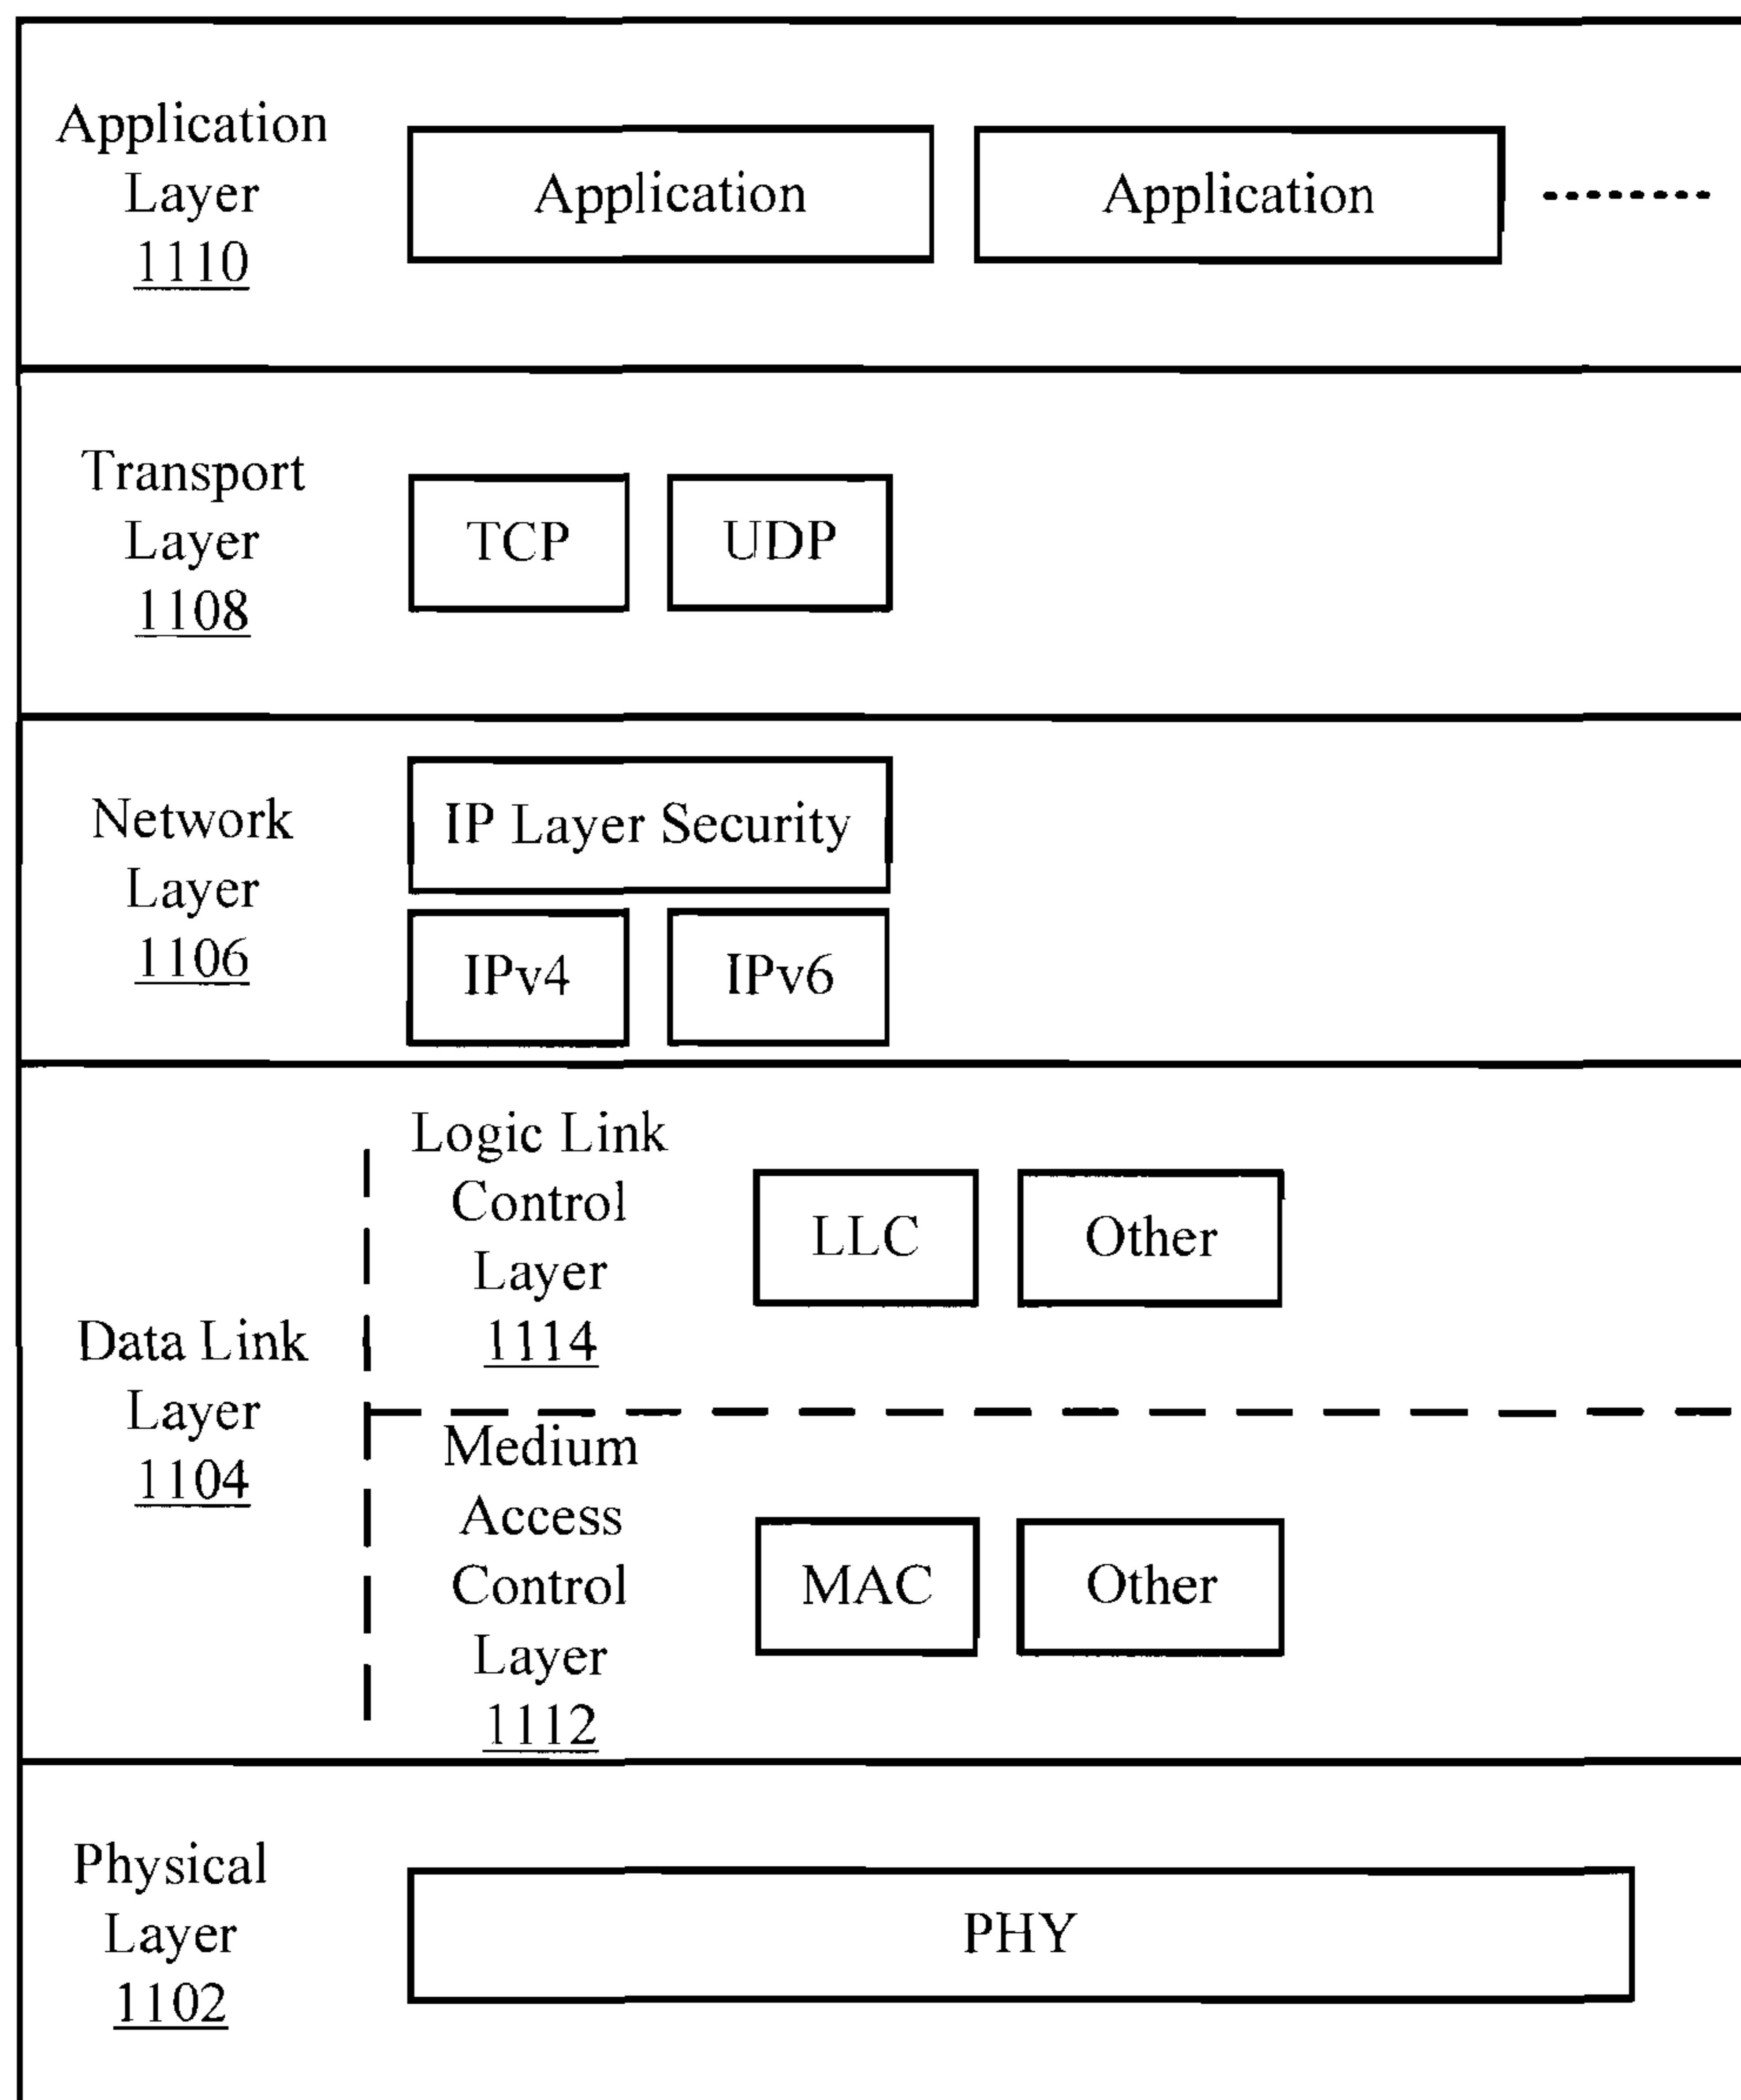 Application
Layer
1110
Application
Application
Transport
Layer
1108
TCP
UDP
Network
Layer
1106
IP Layer Security
IPv4
IPv6
Data Link
Layer
1104
Logic Link
Control
Layer
1114
LLC
Other
Medium
Access
Control
Layer
1112
MAC
Other
Physical
Layer
1102
PHY